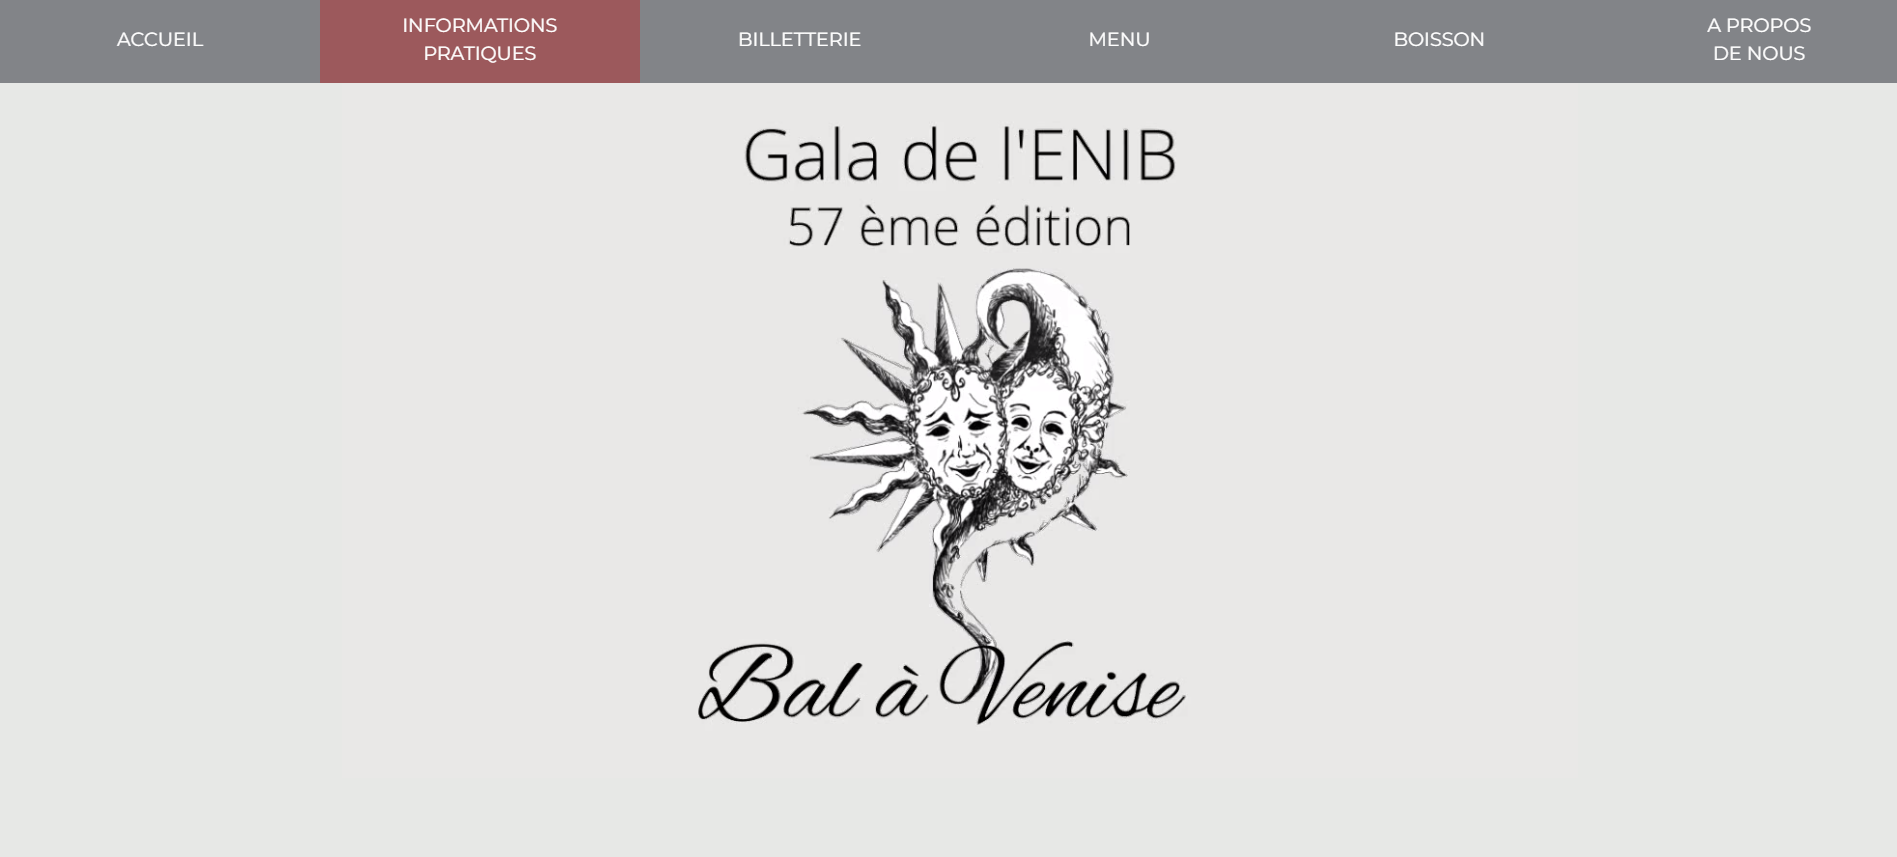 ACCUEIL
INFORMATIONS
PRATIQUES
BILLETTERIE
MENU
BOISSON
A PROPOS
DE NOUS
Gala de l'ENIB
57 ème édition
Bal à Venise